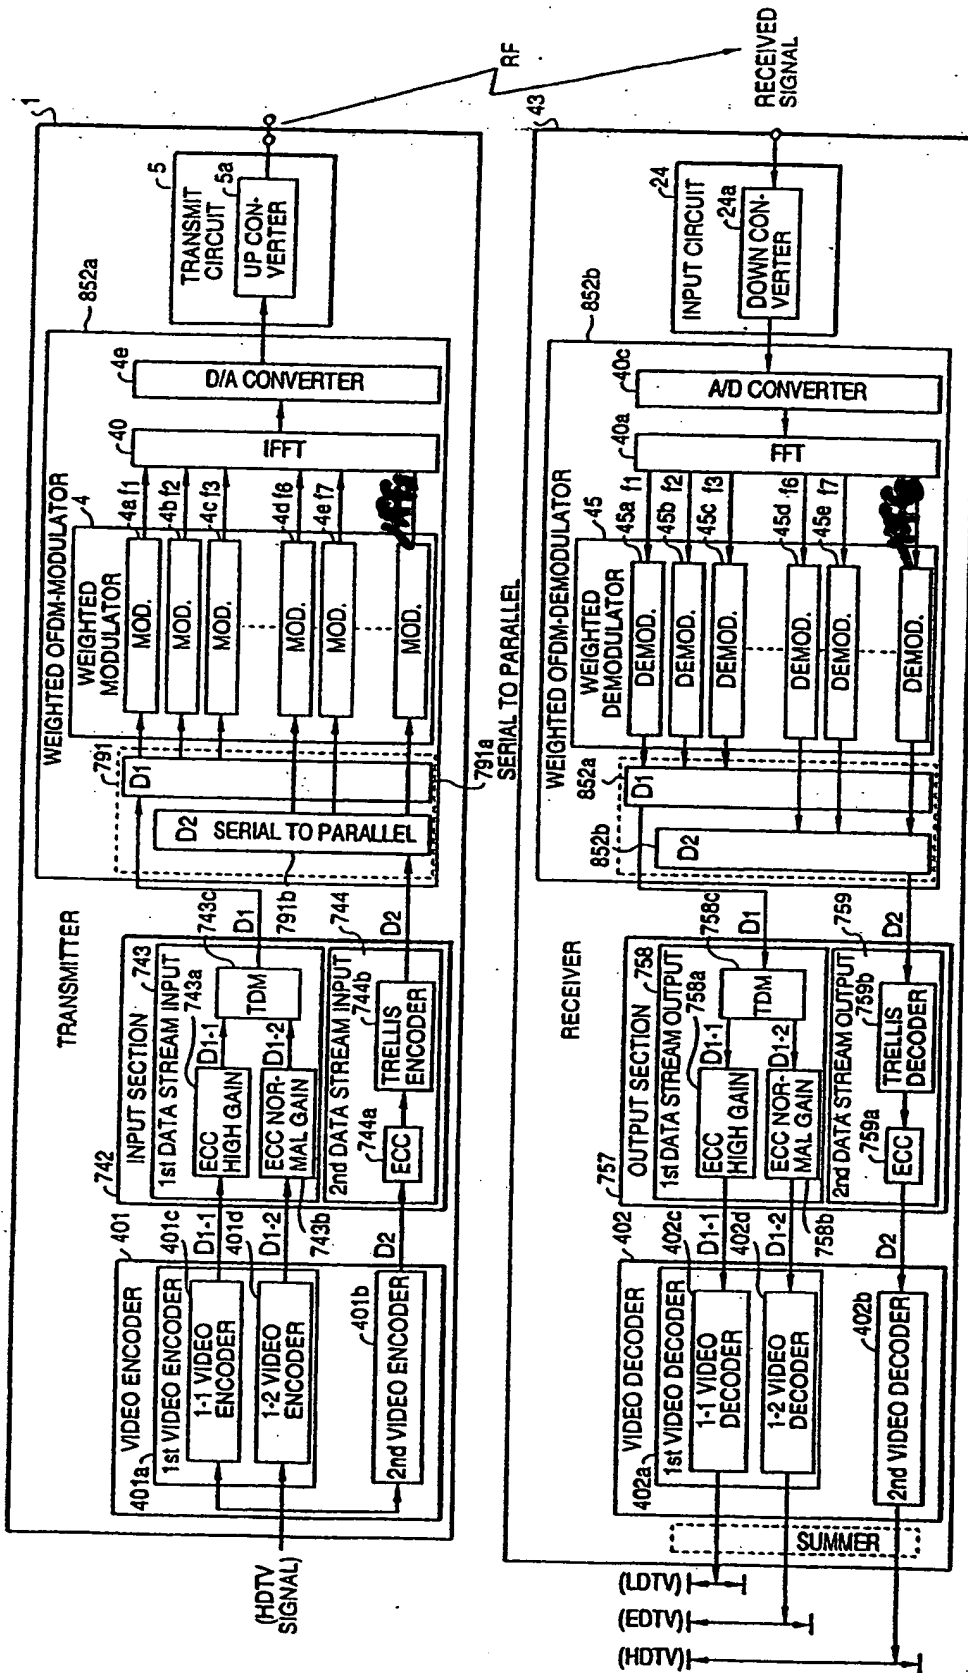 TRANSMITTER
1
(HDTV
SIGNAL)
VIDEO ENCODER
401
401a
1st VIDEO ENCODER
401c
1-1 VIDEO
ENCODER
401d
1-2 VIDEO
ENCODER
401b
2nd VIDEO ENCODER
D1-1
D1-2
D2
742
INPUT SECTION
743
1st DATA STREAM INPUT
743a
ECC
HIGH GAIN
D1-1
743c
TDM
ECC NOR-
MAL GAIN
D1-2
743b
2nd DATA STREAM INPUT
744
744a
ECC
744b
TRELLIS
ENCODER
D1
D2
WEIGHTED OFDM-MODULATOR
852a
791
D1
D2
SERIAL TO PARALLEL
791b
791a
SERIAL TO PARALLEL
WEIGHTED
MODULATOR
4
MOD.
4a
f1
MOD.
4b
f2
MOD.
4c
f3
MOD.
4d
f6
MOD.
4e
f7
MOD.
40
IFFT
4e
D/A CONVERTER
TRANSMIT
CIRCUIT
5
5a
UP CON-
VERTER
RF
RECEIVED
SIGNAL
RECEIVER
43
INPUT CIRCUIT
24
24a
DOWN CON-
VERTER
WEIGHTED OFDM-DEMODULATOR
852b
40c
A/D CONVERTER
40a
FFT
WEIGHTED
DEMODULATOR
45
DEMOD.
45a
f1
DEMOD.
45b
f2
DEMOD.
45c
f3
DEMOD.
45d
f6
DEMOD.
45e
f7
DEMOD.
852a
D1
852b
D2
D1
D2
757
OUTPUT SECTION
758
1st DATA STREAM OUTPUT
758a
ECC
HIGH GAIN
D1-1
758c
TDM
ECC NOR-
MAL GAIN
D1-2
758b
2nd DATA STREAM OUTPUT
759
759a
ECC
759b
TRELLIS
DECODER
D1-1
D1-2
D2
VIDEO DECODER
402
402a
1st VIDEO DECODER
402c
1-1 VIDEO
DECODER
402d
1-2 VIDEO
DECODER
402b
2nd VIDEO DECODER
SUMMER
(LDTV)
(EDTV)
(HDTV)